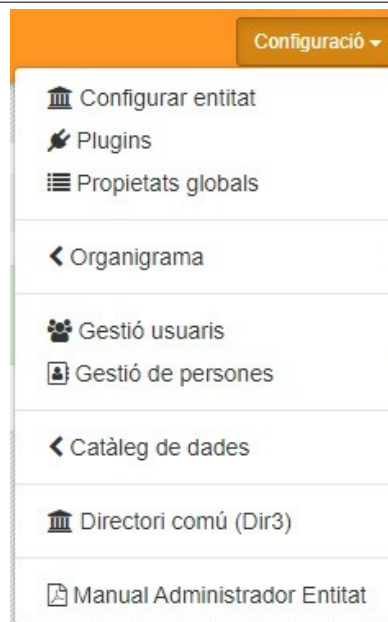 Configuració
Configurar entitat
Plugins
Propietats globals
Organigrama
Gestió usuaris
Gestió de persones
Catàleg de dades
Directori comú (Dir3)
Manual Administrador Entitat